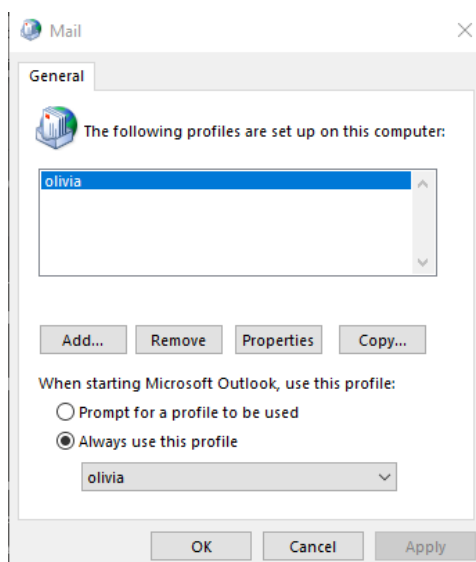 Mail
General
The following profiles are set up on this computer:
olivia
Add... Remove Properties Copy...
When starting Microsoft Outlook, use this profile:
Prompt for a profile to be used
Always use this profile
olivia
OK Cancel Apply